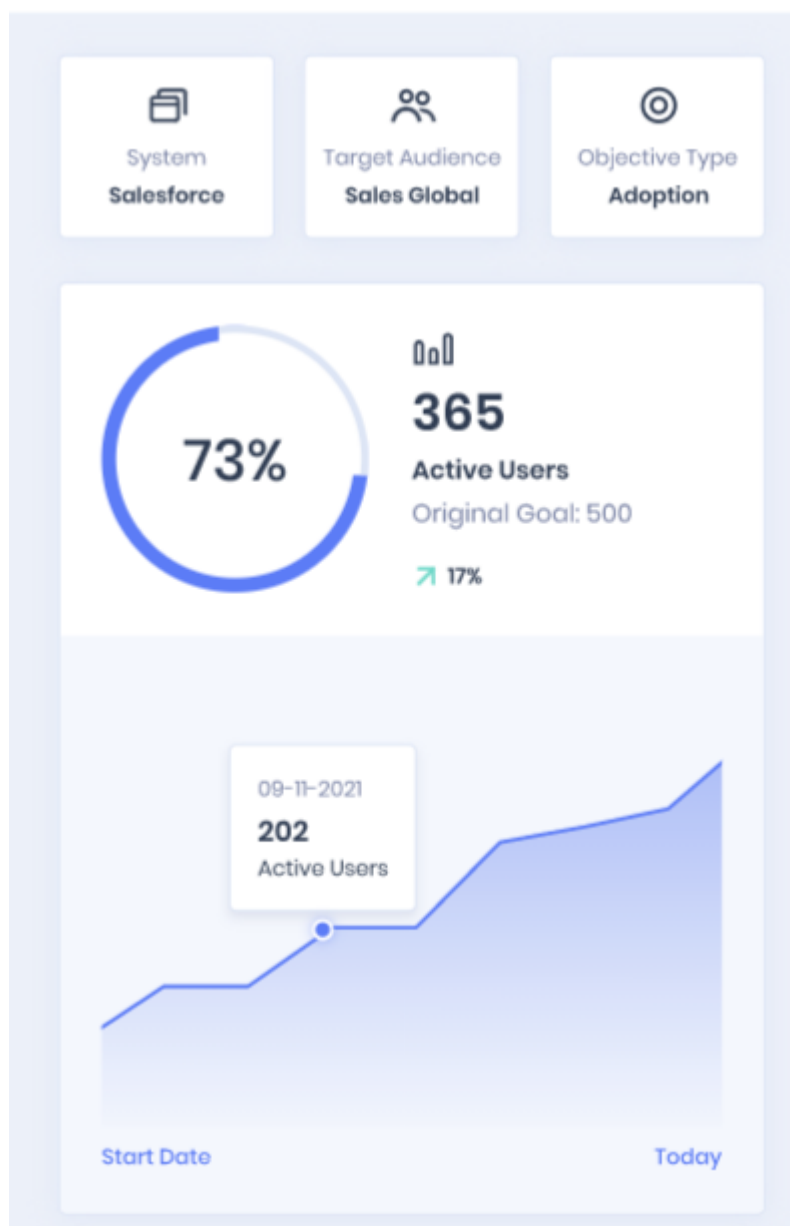 System
Salesforce
Target Audience
Sales Global
Objective Type
Adoption
73%
365
Active Users
Original Goal: 500
17%
09-11-2021
202
Active Users
Start Date
Today